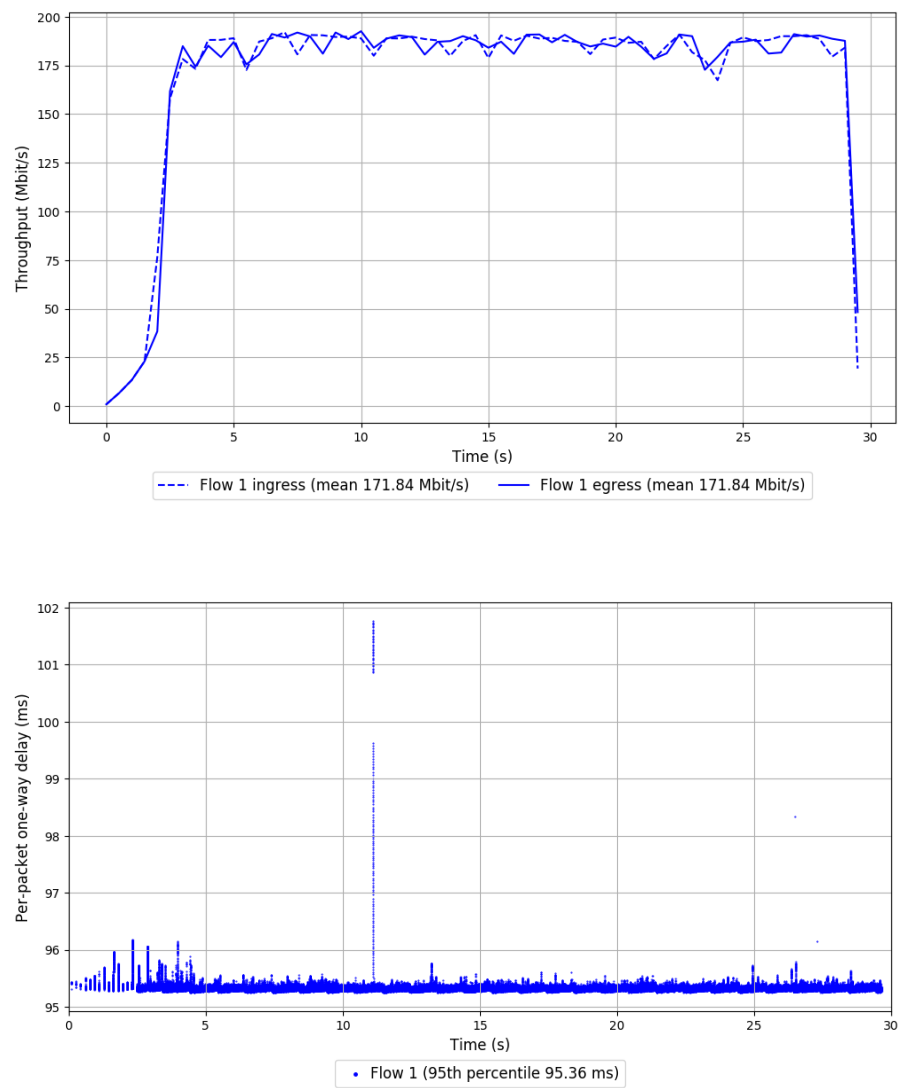 200
175
150
125
100
75
50
25
0
Throughput (Mbit/s)
0 5 10 15 20 25 30
Time (s)
Flow 1 ingress (mean 171.84 Mbit/s) Flow 1 egress (mean 171.84 Mbit/s)
102
101
100
99
98
97
96
95
Per-packet one-way delay (ms)
0 5 10 15 20 25 30
Time (s)
Flow 1 (95th percentile 95.36 ms)